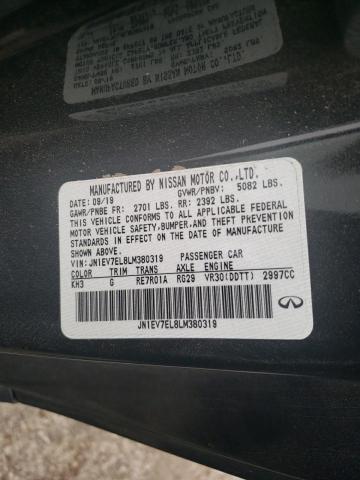 MANUFACTURED BY NISSAN MOTOR CO.,LTD.
DATE: 09/19 GVWR/PNBV: 5082 LBS.
GAWR/PNBE FR: 2701 LBS. RR: 2392 LBS.
THIS VEHICLE CONFORMS TO ALL APPLICABLE FEDERAL
MOTOR VEHICLE SAFETY,BUMPER,AND THEFT PREVENTION
STANDARDS IN EFFECT ON THE DATE OF MANUFACTURE
SHOWN ABOVE.
VIN: JN1EV7EL8LM380319 PASSENGER CAR
COLOR TRIM TRANS AXLE ENGINE
KH3 G RE7R01A RG29 VR30(DDTT) 2997CC
JN1EV7EL8LM380319
INFINITI